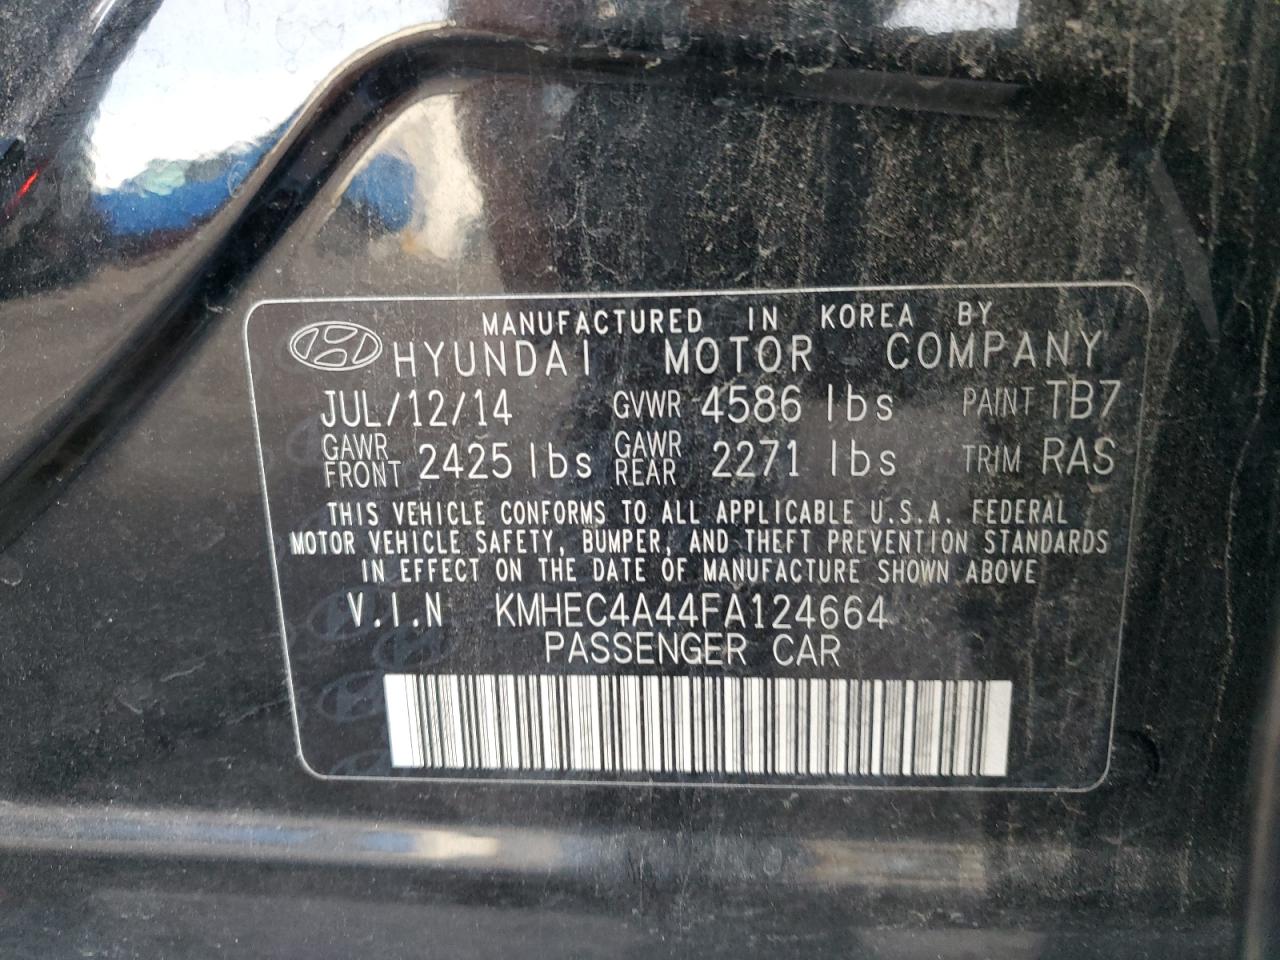 MANUFACTURED IN KOREA BY
HYUNDAI MOTOR COMPANY
JUL/12/14 GVWR 4586 lbs PAINT TB7
GAWR FRONT 2425 lbs GAWR REAR 2271 lbs TRIM RAS
THIS VEHICLE CONFORMS TO ALL APPLICABLE U.S.A. FEDERAL
MOTOR VEHICLE SAFETY, BUMPER, AND THEFT PREVENTION STANDARDS
IN EFFECT ON THE DATE OF MANUFACTURE SHOWN ABOVE
V.I.N KMHEC4A44FA124664
PASSENGER CAR